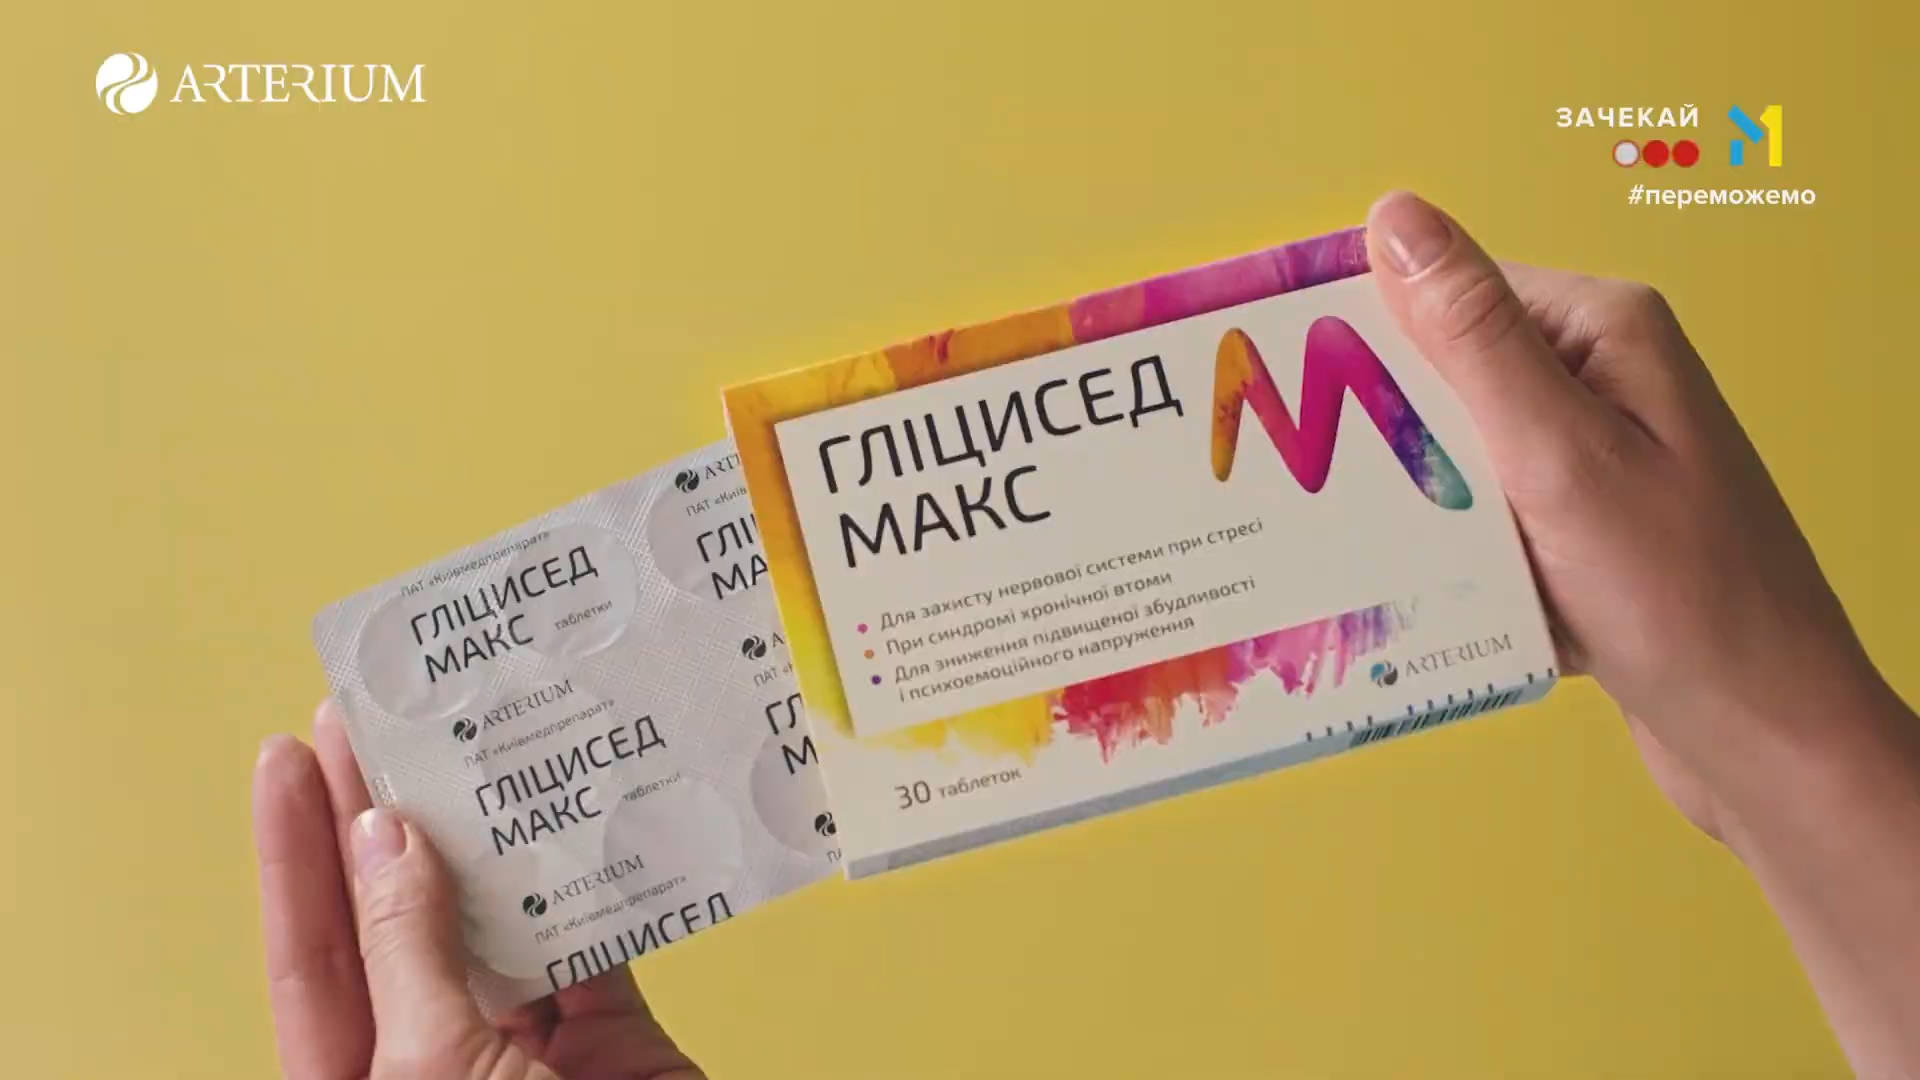 ARTERIUM
ЗАЧЕКАЙ
М1
#переможемо
ГЛІЦИСЕД
МАКС
М
• Для захисту нервової системи при стресі
• При синдромі хронічної втоми
• Для зниження підвищеної збудливості
і психоемоційного напруження
ARTERIUM
30 таблеток
ПАТ «Київмедпрепарат»
ГЛІЦИСЕД
МАКС таблетки
ARTERIUM
ПАТ «Київмедпрепарат»
ГЛІЦИСЕД
МАКС таблетки
ARTERIUM
ПАТ «Київмедпрепарат»
ГЛІЦИСЕД